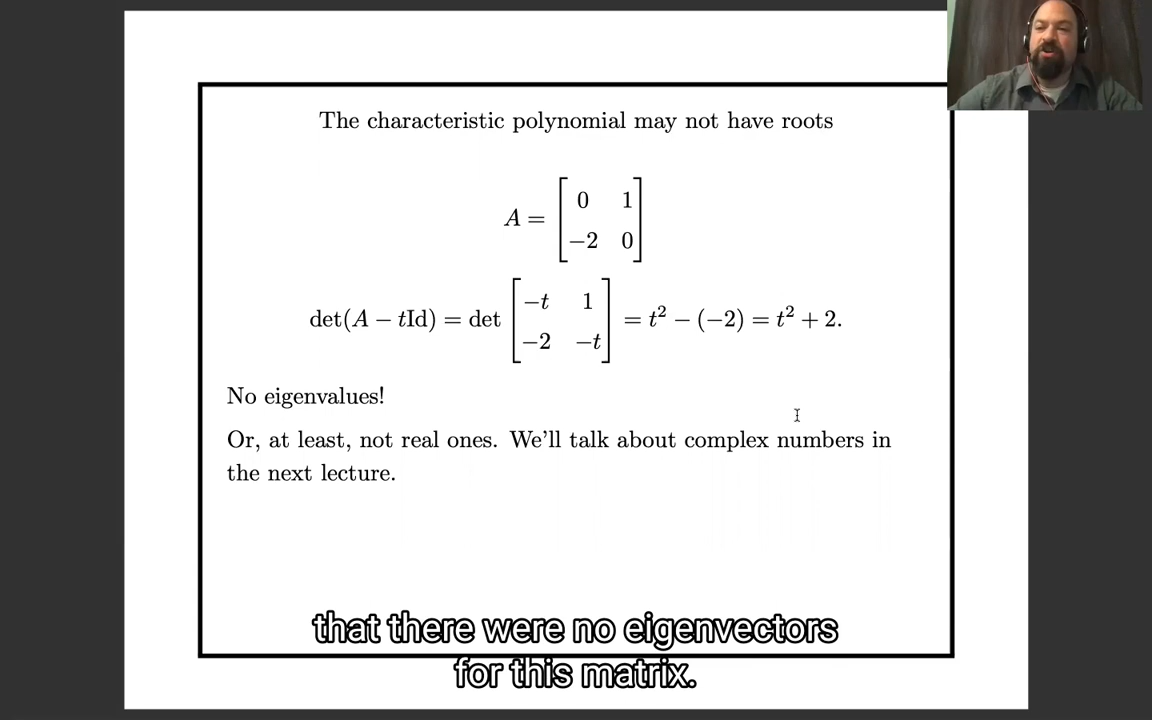 The characteristic polynomial may not have roots
A = [ 0 1
−2 0 ]
det(A − tId) = det [ −t 1
−2 −t ] = t² − (−2) = t² + 2.
No eigenvalues!
Or, at least, not real ones. We'll talk about complex numbers in
the next lecture.
that there were no eigenvectors
for this matrix.